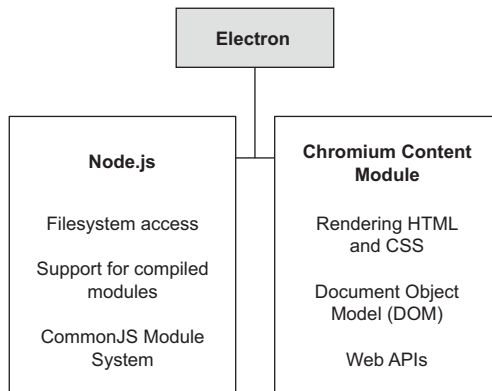 Electron
Node.js
Filesystem access
Support for compiled
modules
CommonJS Module
System
Chromium Content
Module
Rendering HTML
and CSS
Document Object
Model (DOM)
Web APIs